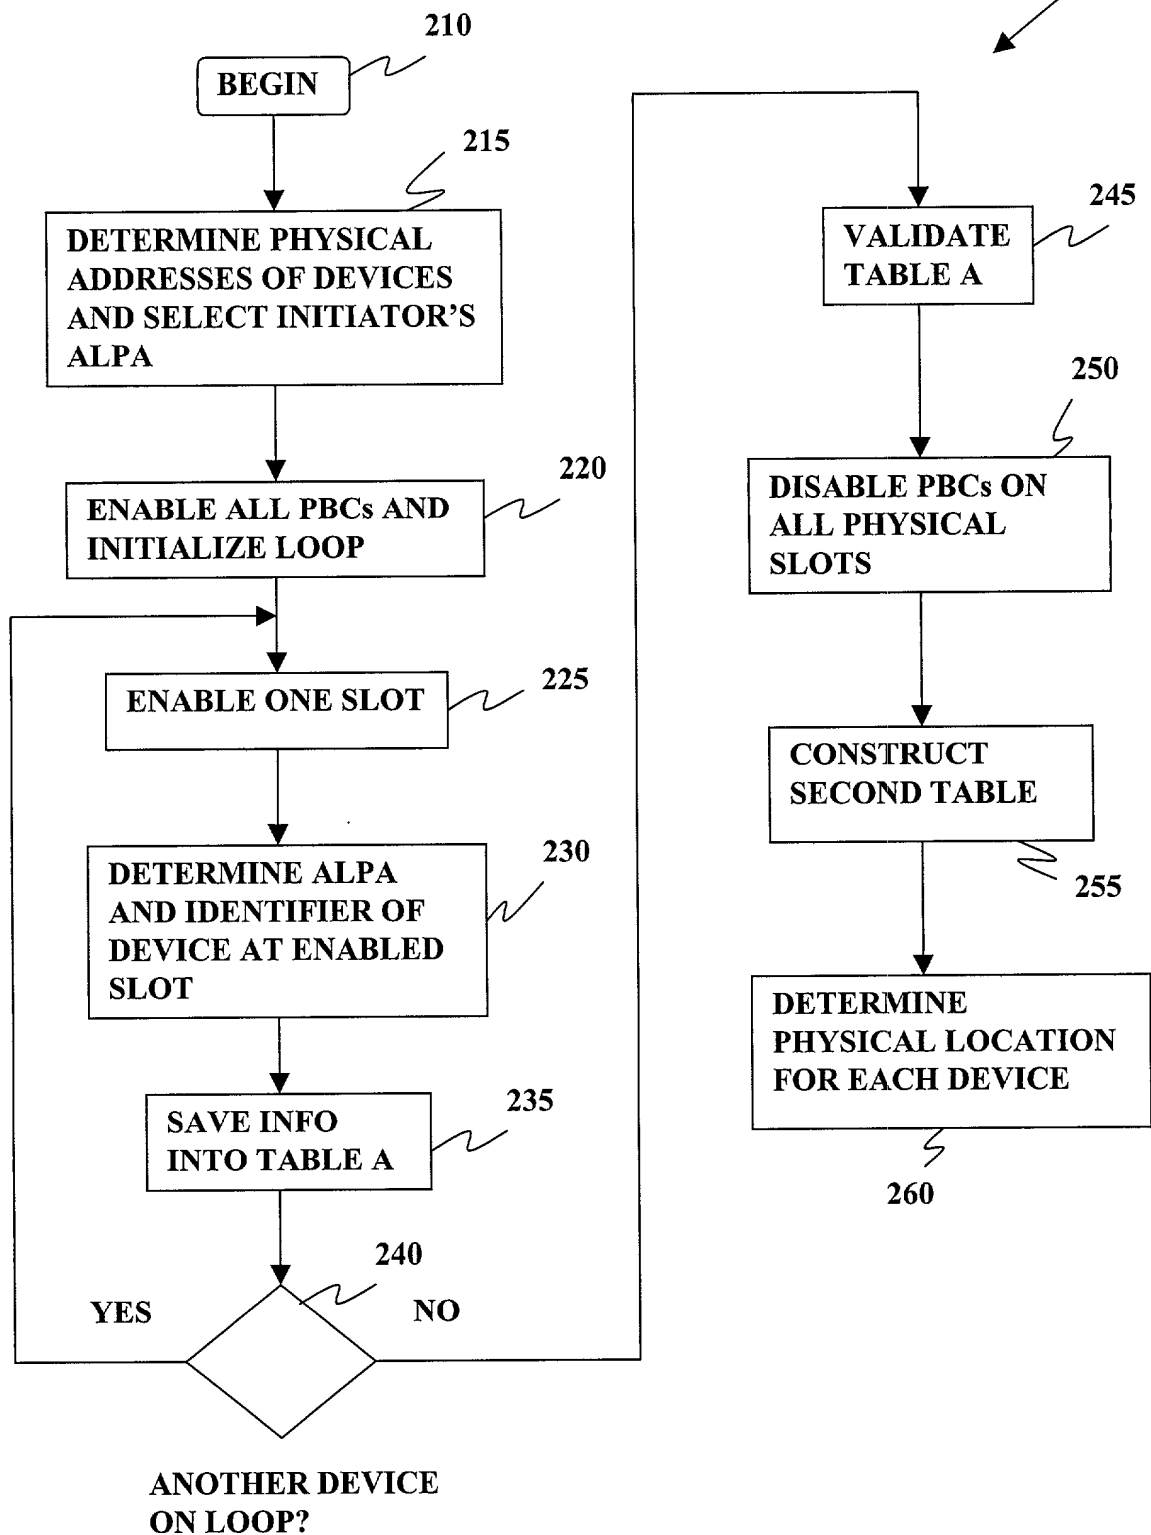 210
BEGIN
215
DETERMINE PHYSICAL
ADDRESSES OF DEVICES
AND SELECT INITIATOR'S
ALPA
220
ENABLE ALL PBCs AND
INITIALIZE LOOP
225
ENABLE ONE SLOT
230
DETERMINE ALPA
AND IDENTIFIER OF
DEVICE AT ENABLED
SLOT
235
SAVE INFO
INTO TABLE A
240
YES
NO
ANOTHER DEVICE
ON LOOP?
245
VALIDATE
TABLE A
250
DISABLE PBCs ON
ALL PHYSICAL
SLOTS
CONSTRUCT
SECOND TABLE
255
DETERMINE
PHYSICAL LOCATION
FOR EACH DEVICE
260